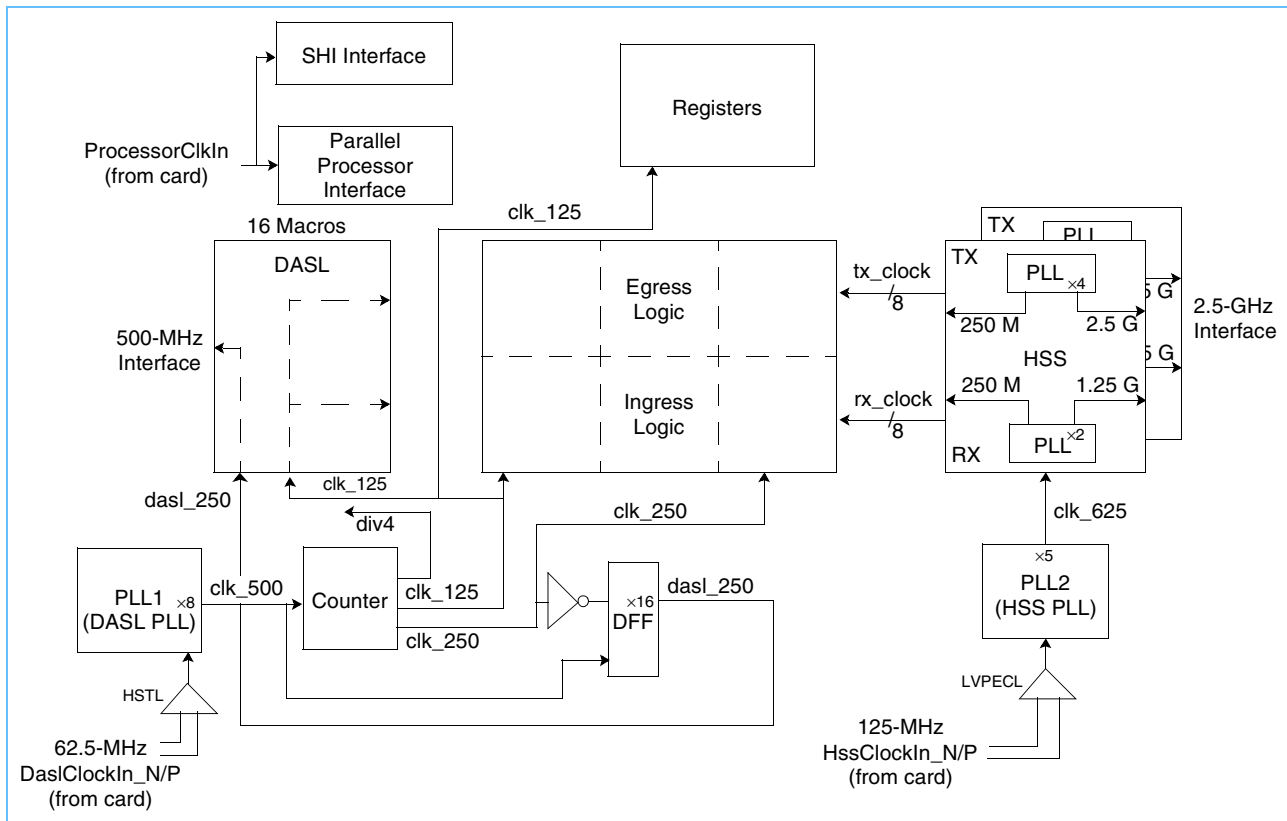 SHI Interface
Registers
ProcessorClkIn
(from card)
Parallel
Processor
Interface
clk_125
16 Macros
DASL
500-MHz
Interface
Egress
Logic
Ingress
Logic
tx_clock
8
rx_clock
8
TX
PLL
TX
PLL
×4
5 G
250 M
2.5 G
2.5-GHz
Interface
HSS
5 G
250 M
1.25 G
PLL
×2
RX
dasl_250
clk_125
div4
clk_250
clk_625
PLL1
×8
(DASL PLL)
clk_500
Counter
clk_125
clk_250
×16
DFF
dasl_250
×5
PLL2
(HSS PLL)
HSTL
LVPECL
62.5-MHz
DaslClockIn_N/P
(from card)
125-MHz
HssClockIn_N/P
(from card)